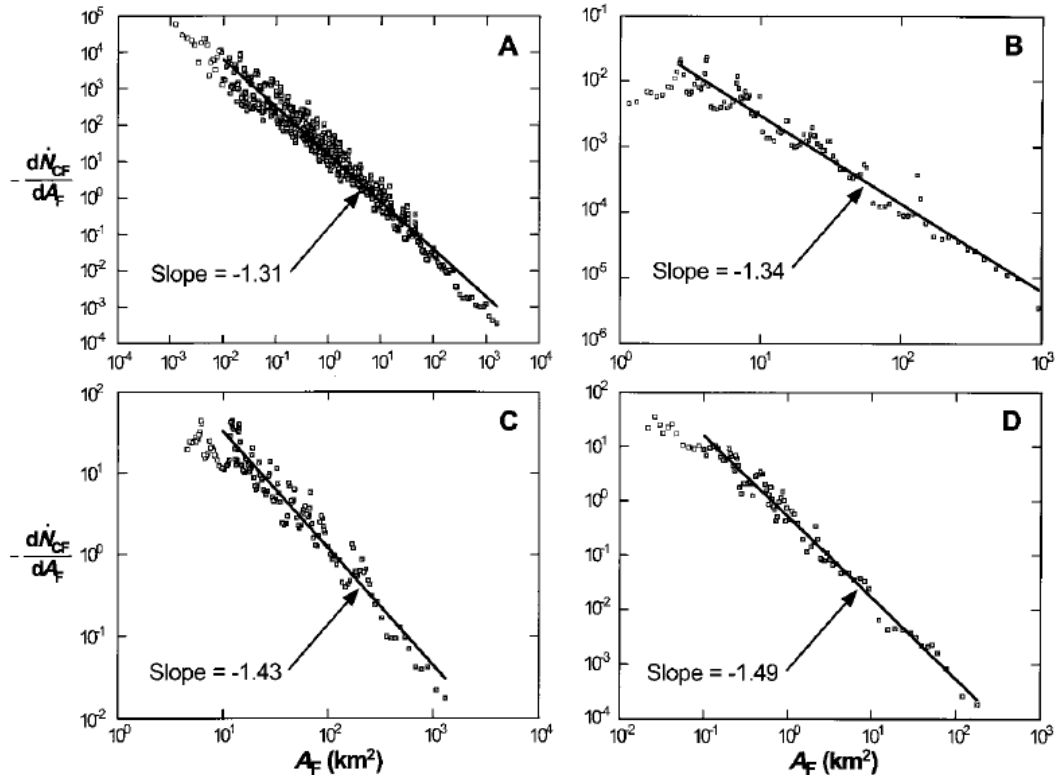 A
10^5
10^4
10^3
10^2
10^1
10^0
10^-1
10^-2
10^-3
10^-4
- dṄ_CF / dA_F
Slope = -1.31
10^-4 10^-3 10^-2 10^-1 10^0 10^1 10^2 10^3 10^4
B
10^-1
10^-2
10^-3
10^-4
10^-5
10^-6
Slope = -1.34
10^0 10^1 10^2 10^3
C
10^2
10^1
10^0
10^-1
10^-2
- dṄ_CF / dA_F
Slope = -1.43
10^0 10^1 10^2 10^3 10^4
A_F (km^2)
D
10^2
10^1
10^0
10^-1
10^-2
10^-3
10^-4
Slope = -1.49
10^-2 10^-1 10^0 10^1 10^2 10^3
A_F (km^2)